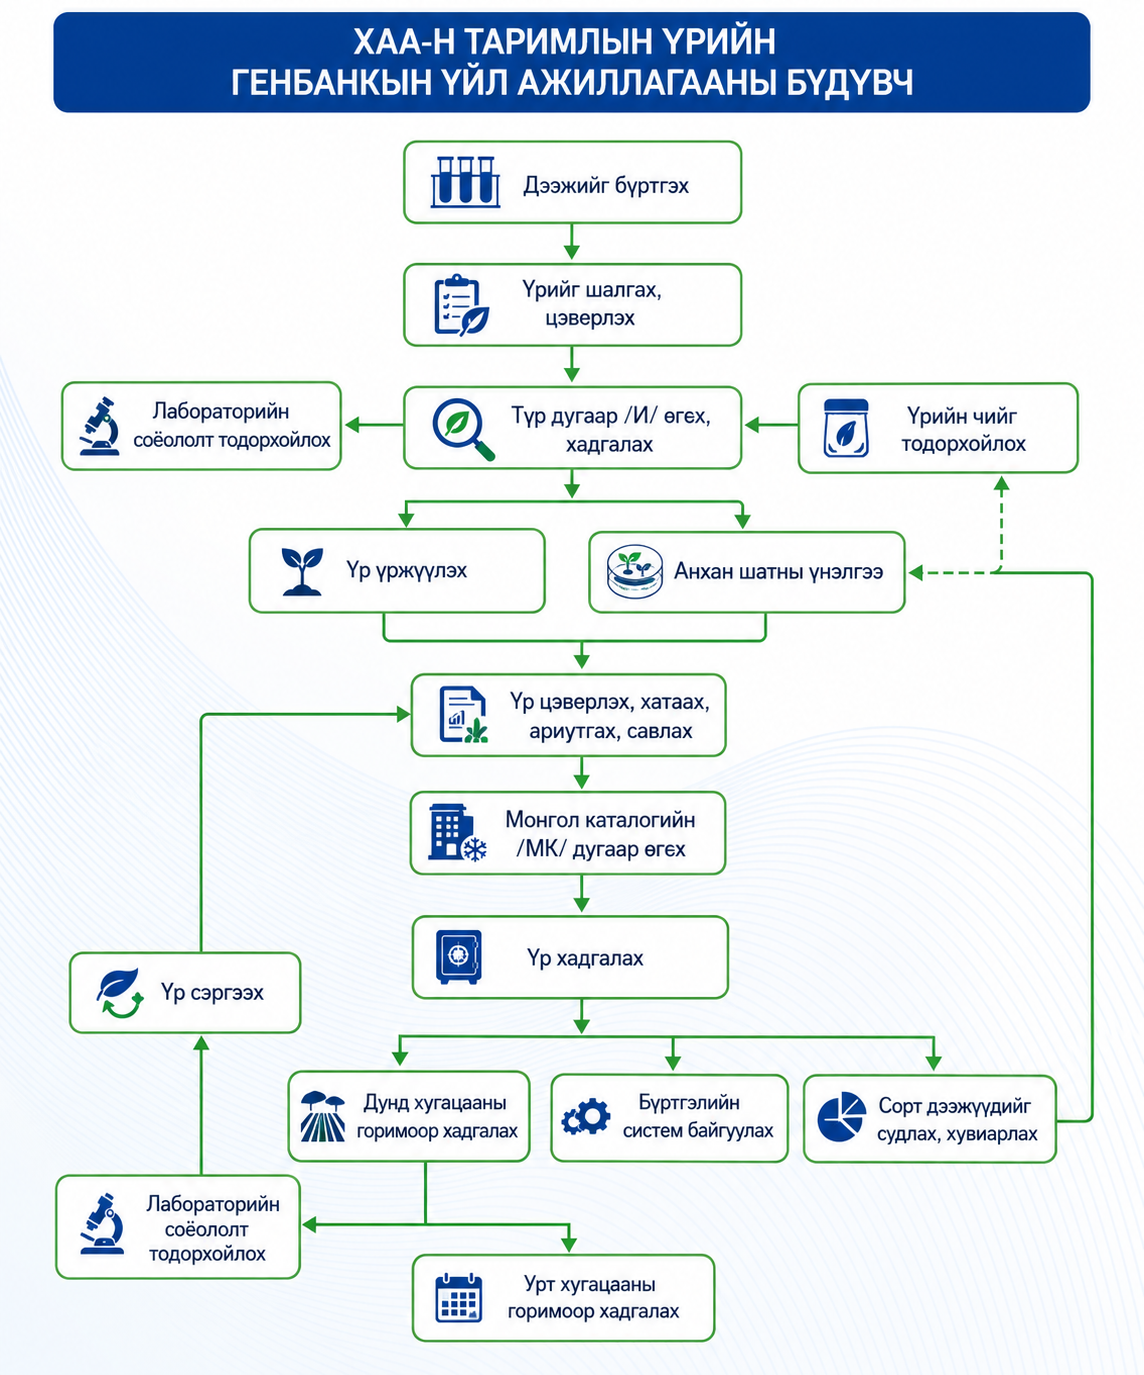 ХАА-Н ТАРИМЛЫН ҮРИЙН
ГЕНБАНКЫН ҮЙЛ АЖИЛЛАГААНЫ БҮДҮВЧ
Дээжийг бүртгэх
Үрийг шалгах,
цэверлэх
Лабораторийн
соёололт тодорхойлох
Түр дугаар /И/ өгөх,
хадгалах
Үрийн чийг
тодорхойлох
Үр үржүүлэх
Анхан шатны үнэлгээ
Үр цэверлэх, хатаах,
ариутгах, савлах
Монгол каталогийн
/МК/ дугаар өгөх
Үр хадгалах
Үр сэргээх
Дунд хугацааны
горимоор хадгалах
Бүртгэлийн
систем байгуулах
Сорт дээжүүдийг
судлах, хувиарлах
Лабораторийн
соёололт
тодорхойлох
Урт хугацааны
горимоор хадгалах